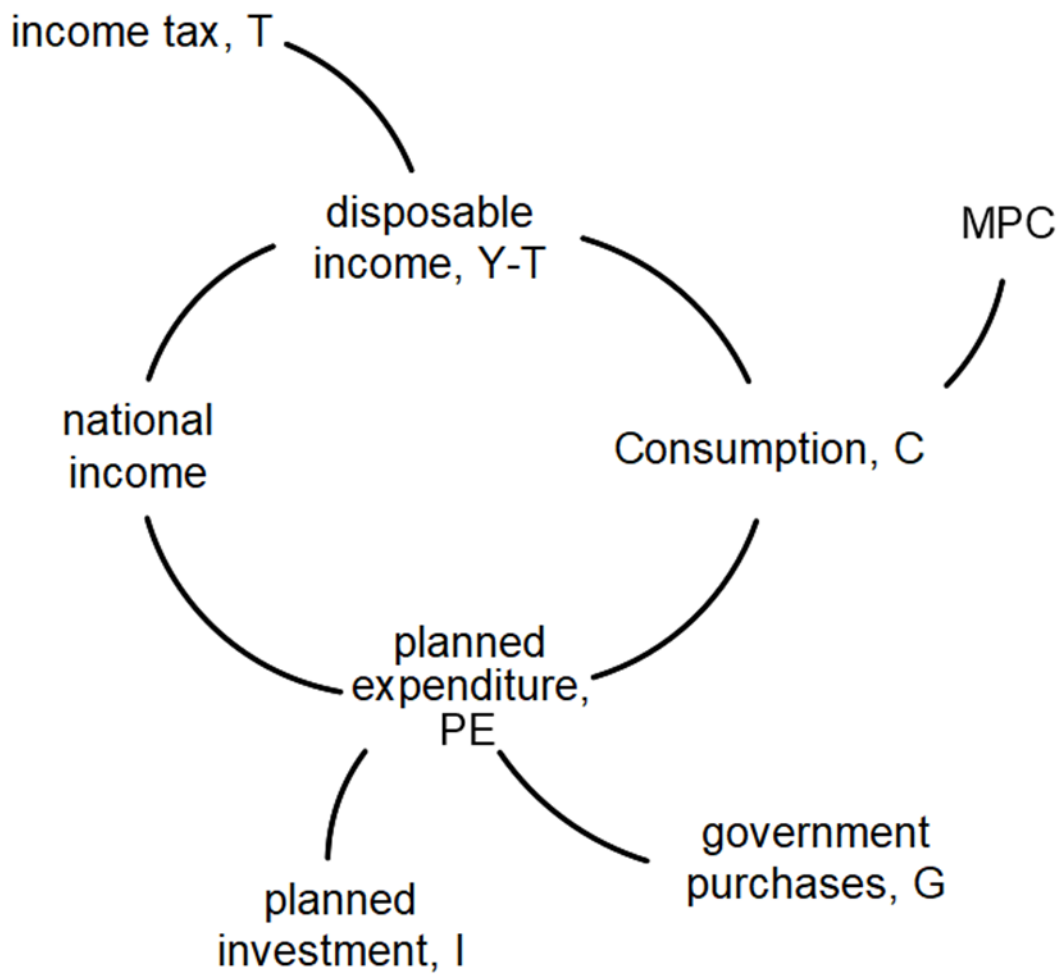 income tax, T
disposable
income, Y-T
MPC
national
income
Consumption, C
planned
expenditure,
PE
government
purchases, G
planned
investment, I